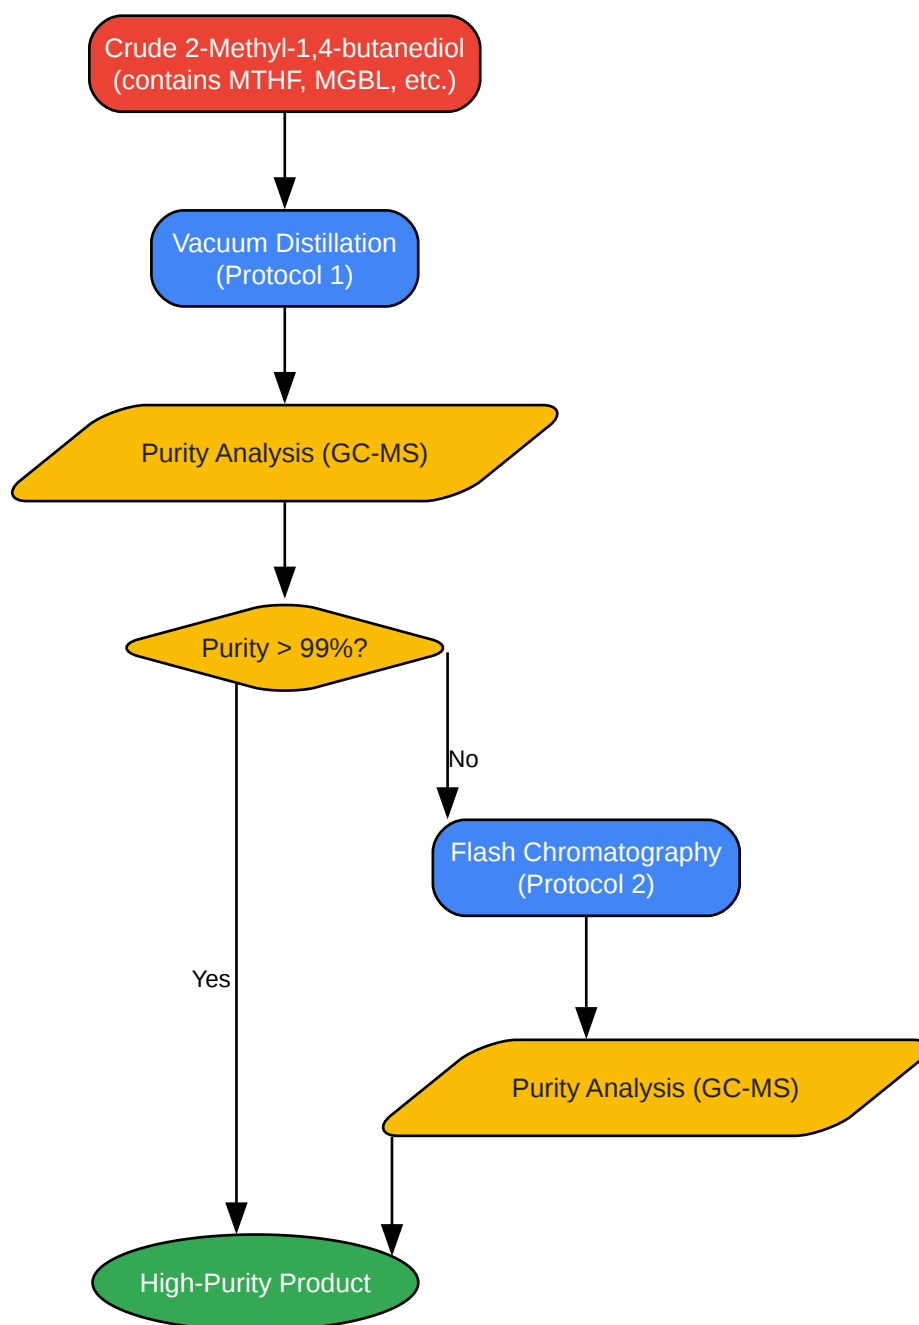 Crude 2-Methyl-1,4-butanediol
(contains MTHF, MGBL, etc.)
Vacuum Distillation
(Protocol 1)
Purity Analysis (GC-MS)
Purity > 99%?
No
Flash Chromatography
(Protocol 2)
Yes
Purity Analysis (GC-MS)
High-Purity Product